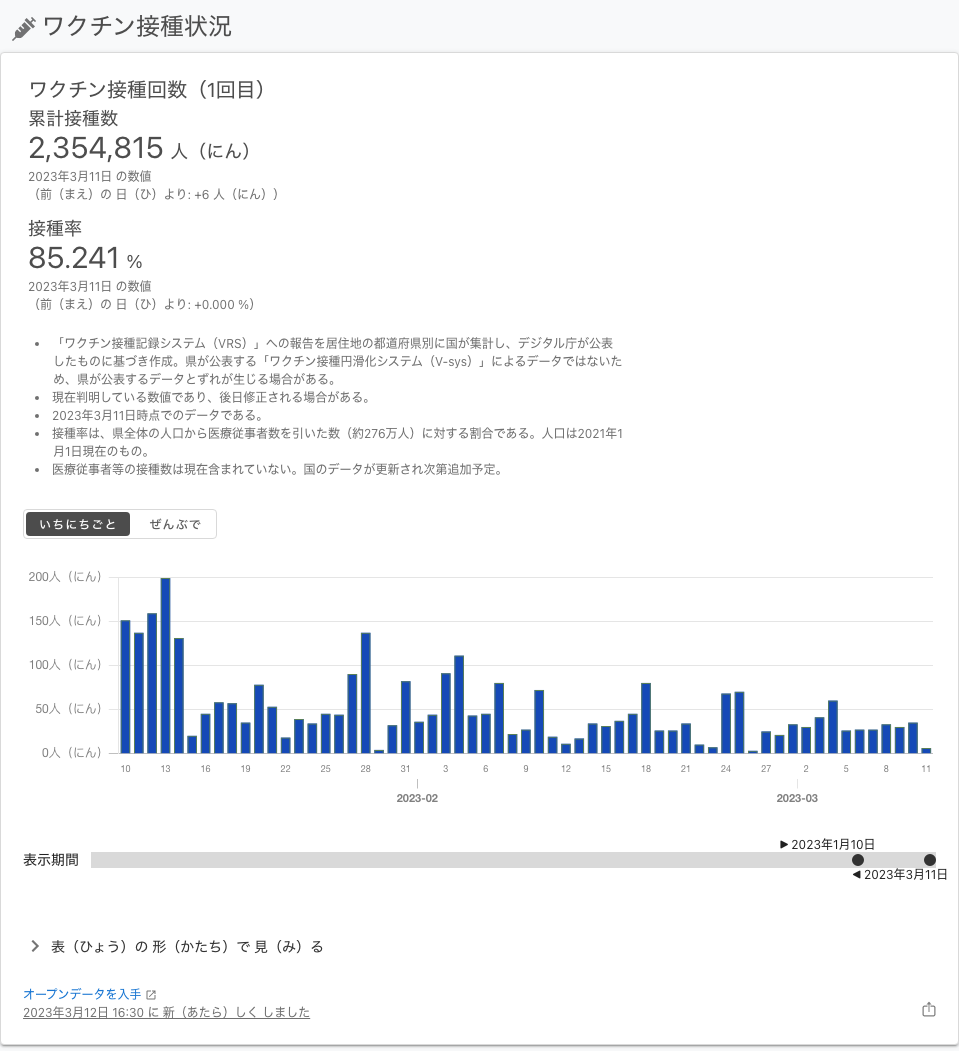 ワクチン接種状況
ワクチン接種回数（1回目）
累計接種数
2,354,815 人（にん）
2023年3月11日 の数値
（前（まえ）の 日（ひ）より: +6 人（にん））
接種率
85.241 %
2023年3月11日 の数値
（前（まえ）の 日（ひ）より: +0.000 %）
• 「ワクチン接種記録システム（VRS）」への報告を居住地の都道府県別に国が集計し、デジタル庁が公表
したものに基づき作成。県が公表する「ワクチン接種円滑化システム（V-sys）」によるデータではないた
め、県が公表するデータとずれが生じる場合がある。
• 現在判明している数値であり、後日修正される場合がある。
• 2023年3月11日時点でのデータである。
• 接種率は、県全体の人口から医療従事者数を引いた数（約276万人）に対する割合である。人口は2021年1
月1日現在のもの。
• 医療従事者等の接種数は現在含まれていない。国のデータが更新され次第追加予定。
いちにちごと ぜんぶで
200人（にん）
150人（にん）
100人（にん）
50人（にん）
0人（にん）
10 13 16 19 22 25 28 31 3 6 9 12 15 18 21 24 27 2 5 8 11
2023-02 2023-03
2023年1月10日
表示期間
2023年3月11日
表（ひょう）の 形（かたち）で 見（み）る
オープンデータを入手
2023年3月12日 16:30 に 新（あたら）しく しました